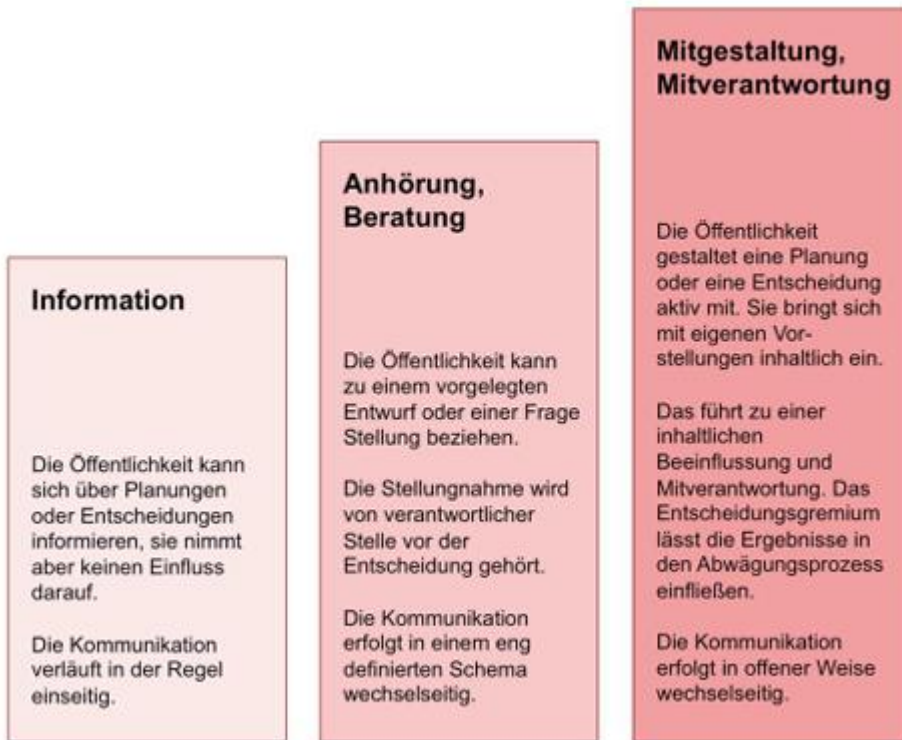 Information
Die Öffentlichkeit kann
sich über Planungen
oder Entscheidungen
informieren, sie nimmt
aber keinen Einfluss
darauf.
Die Kommunikation
verläuft in der Regel
einseitig.
Anhörung,
Beratung
Die Öffentlichkeit kann
zu einem vorgelegten
Entwurf oder einer Frage
Stellung beziehen.
Die Stellungnahme wird
von verantwortlicher
Stelle vor der
Entscheidung gehört.
Die Kommunikation
erfolgt in einem eng
definierten Schema
wechselseitig.
Mitgestaltung,
Mitverantwortung
Die Öffentlichkeit
gestaltet eine Planung
oder eine Entscheidung
aktiv mit. Sie bringt sich
mit eigenen Vor-
stellungen inhaltlich ein.
Das führt zu einer
inhaltlichen
Beeinflussung und
Mitverantwortung. Das
Entscheidungsgremium
lässt die Ergebnisse in
den Abwägungsprozess
einfließen.
Die Kommunikation
erfolgt in offener Weise
wechselseitig.